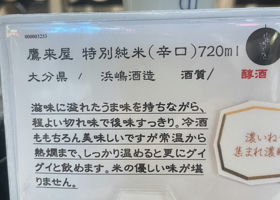 000003233
鷹来屋 特別純米(辛口)720ml
大分県 / 浜嶋酒造 酒質/ 醇酒
滋味に溢れたうま味を持ちながら、
程よい切れ味で後味すっきり。冷酒
ももちろん美味しいですが常温から
熱燗まで、しっかり温めると更にグイ
グイと飲めます。米の優しい味が堪
りません。
濃いね
集まれ濃